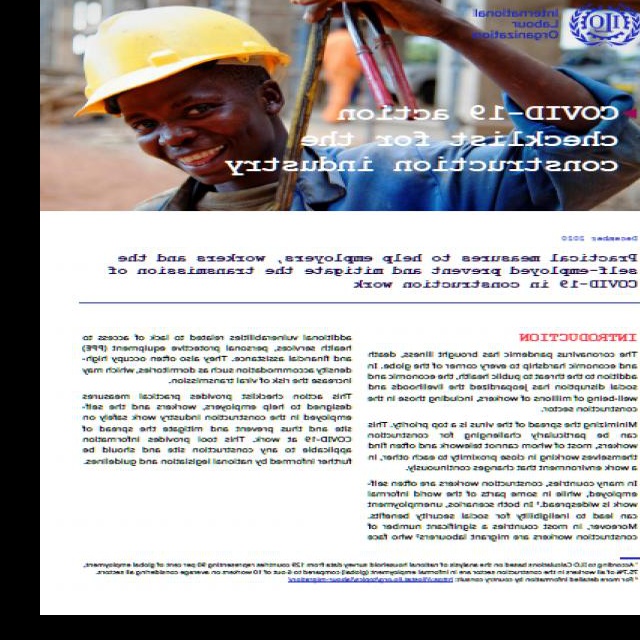 International
Labour
Organization
COVID-19 action
checklist for the
construction industry
December 2020
Practical measures to help employers, workers and the
self-employed prevent and mitigate the transmission of
COVID-19 in construction work
INTRODUCTION
The coronavirus pandemic has brought illness, death
and economic hardship to every corner of the globe. In
addition to the threat to public health, the economic and
social disruption has jeopardized the livelihoods and
well-being of millions of workers, including those in the
construction sector.
Minimizing the spread of the virus is a top priority. This
can be particularly challenging for construction
workers, most of whom cannot telework and often find
themselves working in close proximity to each other, in
a work environment that changes continuously.
In many countries, construction workers are often self-
employed, while in some parts of the world informal
work is widespread.¹ In both scenarios, unemployment
can lead to ineligibility for social security benefits.
Moreover, in most countries a significant number of
construction workers are migrant labourers² who face
additional vulnerabilities related to lack of access to
health services, personal protective equipment (PPE)
and financial assistance. They also often occupy high-
density accommodation such as dormitories, which may
increase the risk of viral transmission.
This action checklist provides practical measures
designed to help employers, workers and the self-
employed in the construction industry work safely on
site and thus prevent and mitigate the spread of
COVID-19 at work. This tool provides information
applicable to any construction site and should be
further informed by national legislation and guidelines.
¹ According to ILO Calculations based on the analysis of national household survey data from 129 countries representing 90 per cent of global employment,
75.7% of all workers in the construction sector are in informal employment (global) compared to 6 out of 10 workers on average considering all sectors.
² For more detailed information by country consult: https://ilostat.ilo.org/topics/labour-migration/